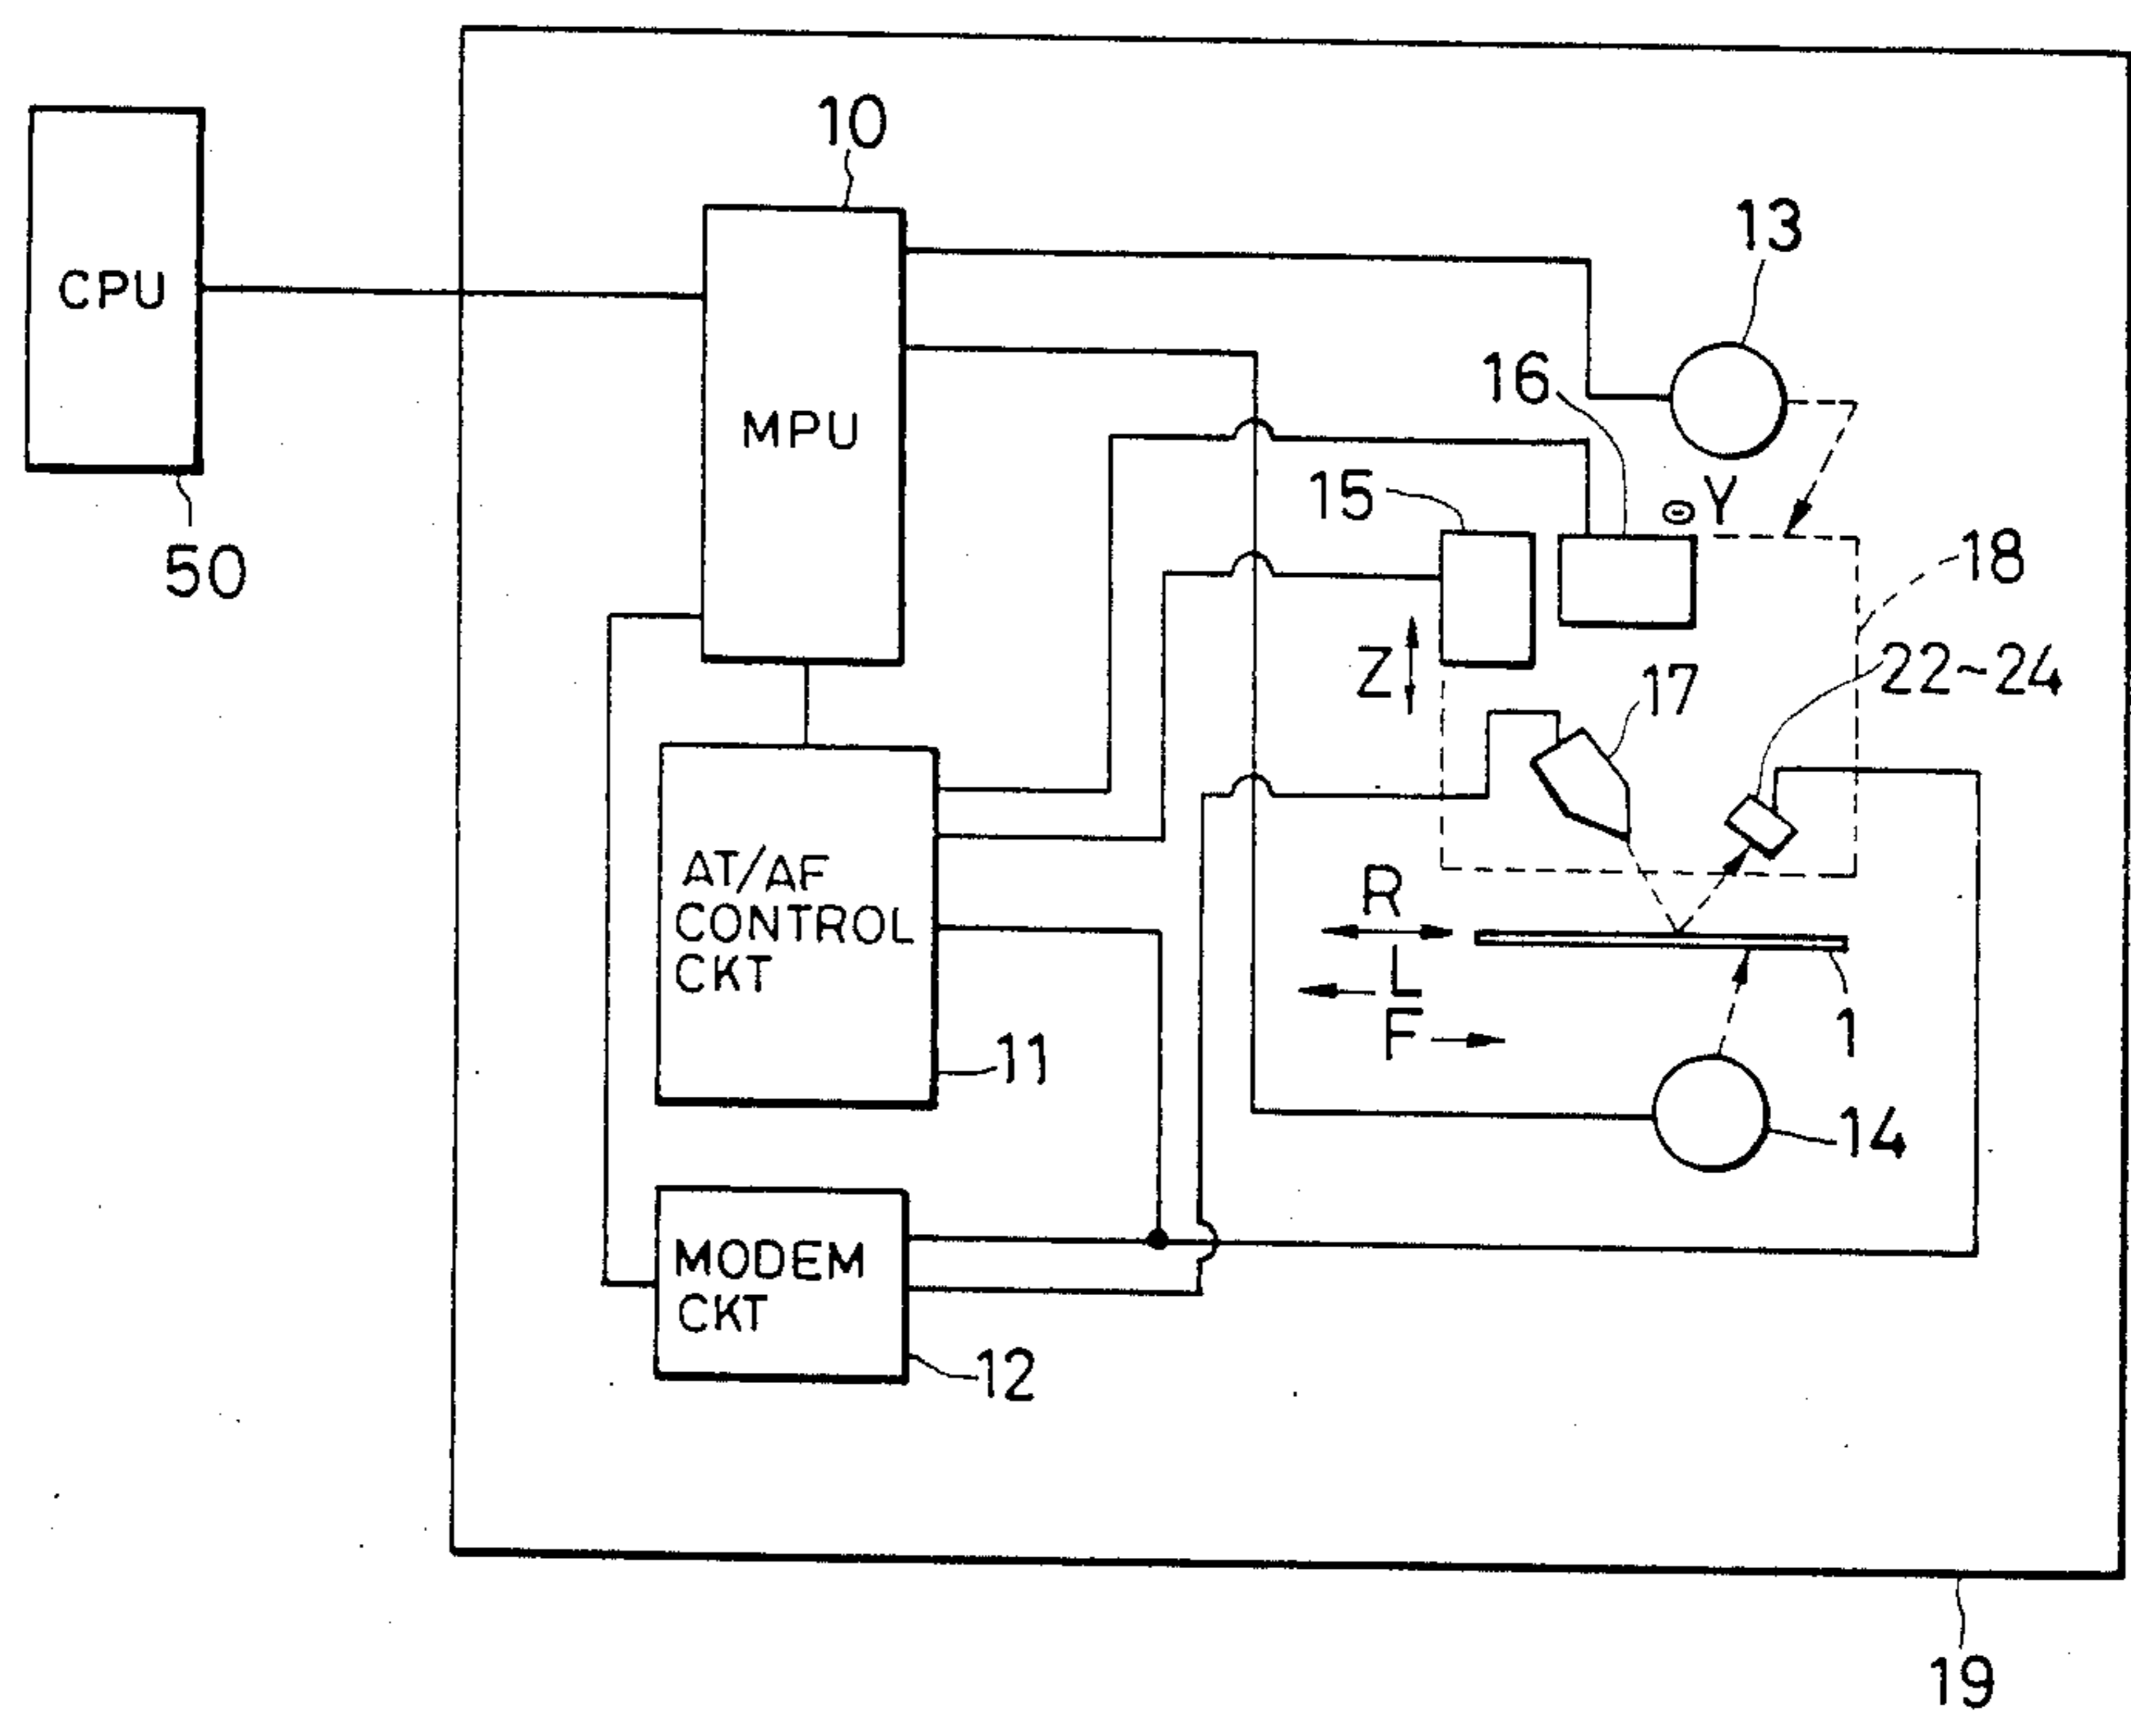 10
13
CPU
16
MPU
15
Y
18
50
Z
17
22~24
AT/AF
CONTROL
CKT
R
L
F
1
11
14
MODEM
CKT
12
19